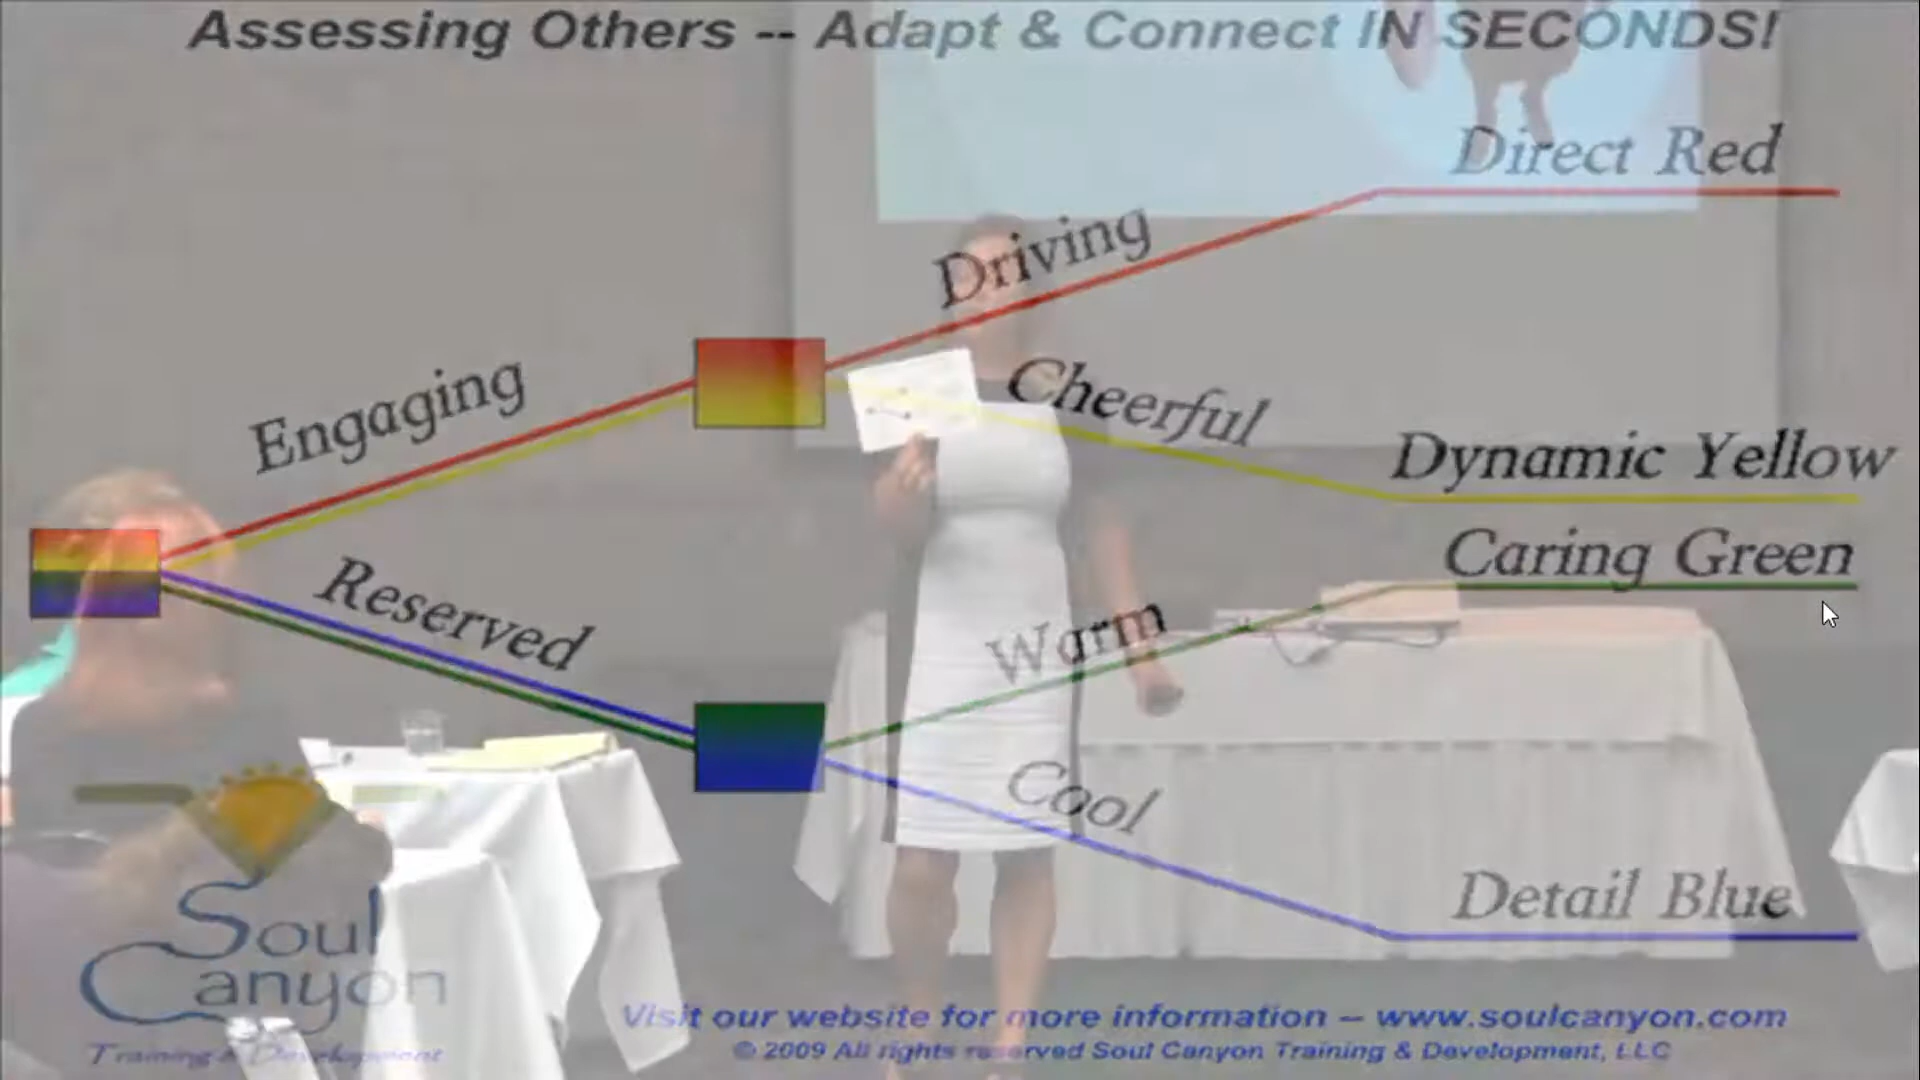 Assessing Others -- Adapt & Connect IN SECONDS!
Direct Red
Driving
Engaging
Cheerful
Dynamic Yellow
Caring Green
Reserved
Warm
Cool
Detail Blue
Soul
Canyon
Training & Development
Visit our website for more information – www.soulcanyon.com
© 2009 All rights reserved Soul Canyon Training & Development, LLC